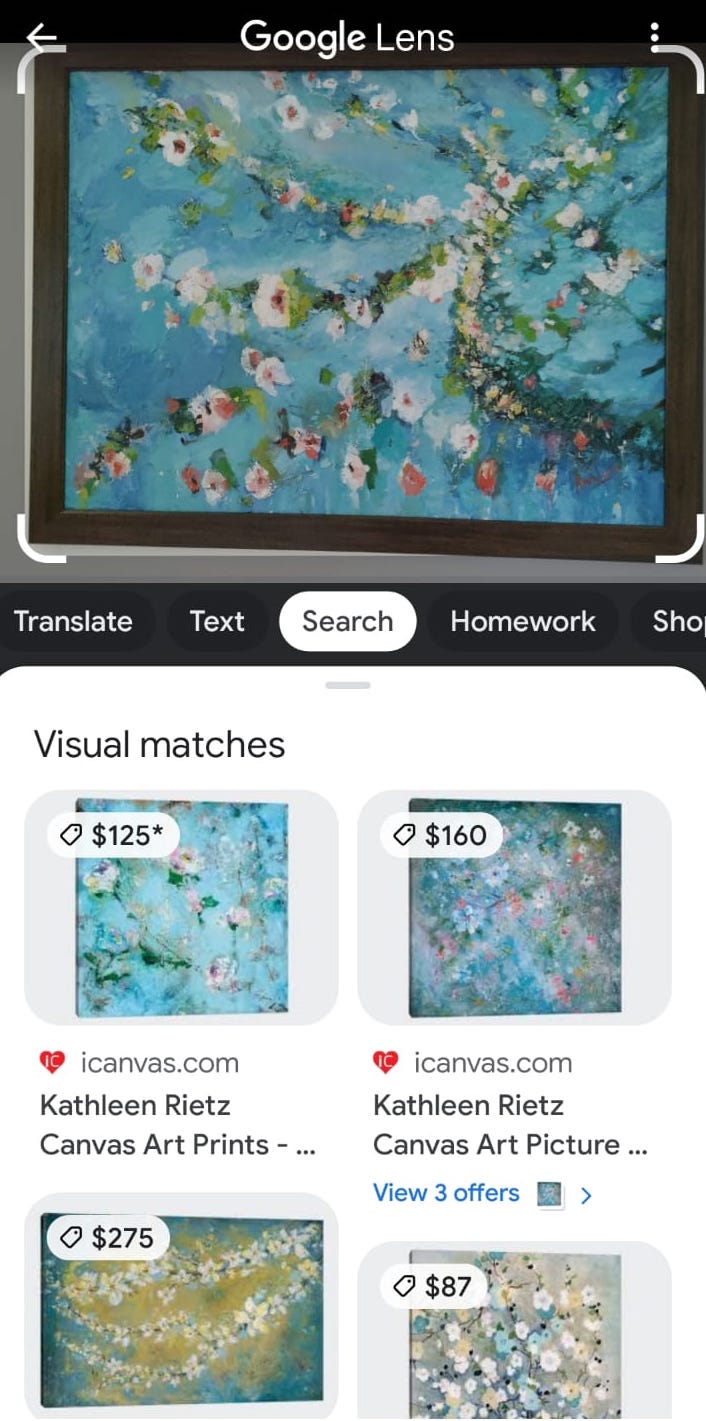 Google Lens
Translate Text Search Homework Shop
Visual matches
$125*
$160
icanvas.com
Kathleen Rietz
Canvas Art Prints - ...
icanvas.com
Kathleen Rietz
Canvas Art Picture ...
View 3 offers
$275
$87